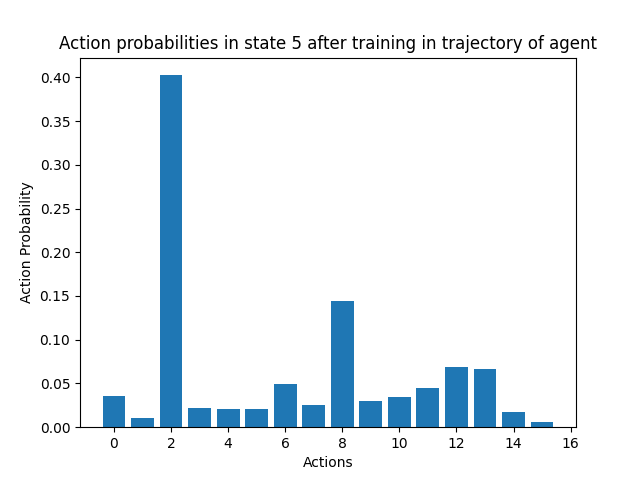 Action probabilities in state 5 after training in trajectory of agent
0.40
0.35
0.30
0.25
0.20
0.15
0.10
0.05
0.00
Action Probability
0 2 4 6 8 10 12 14 16
Actions